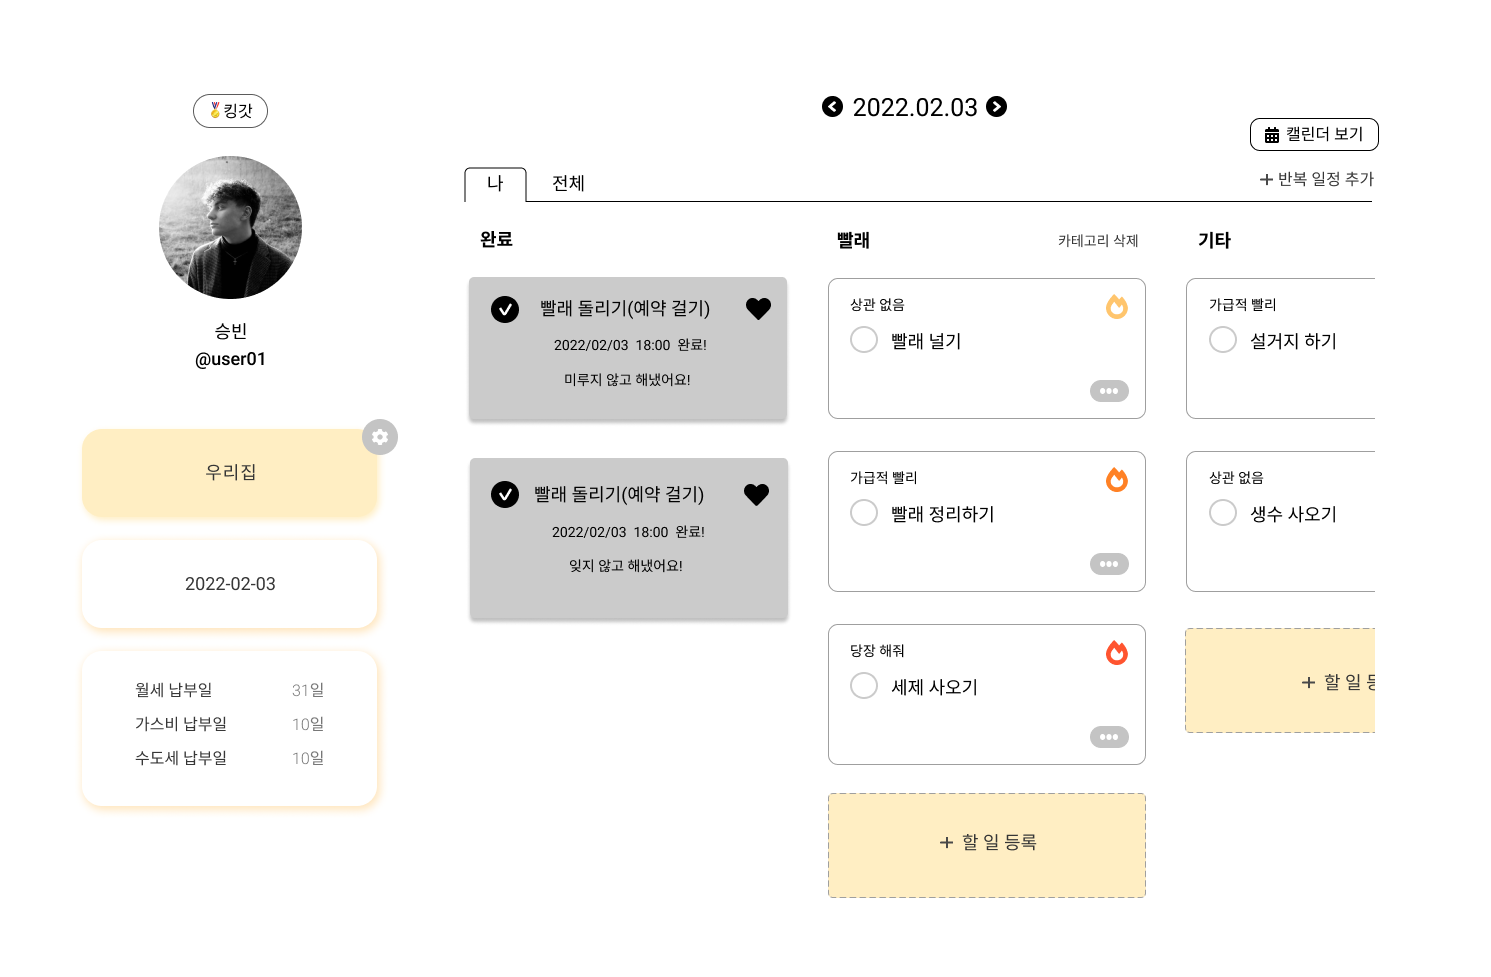 킹갓
승빈
@user01
우리집
2022-02-03
월세 납부일 31일
가스비 납부일 10일
수도세 납부일 10일
2022.02.03
캘린더 보기
나 전체
+ 반복 일정 추가
완료
빨래 돌리기(예약 걸기)
2022/02/03 18:00 완료!
미루지 않고 해냈어요!
빨래 돌리기(예약 걸기)
2022/02/03 18:00 완료!
잊지 않고 해냈어요!
빨래 카테고리 삭제
상관 없음
빨래 널기
가급적 빨리
빨래 정리하기
당장 해줘
세제 사오기
+ 할 일 등록
기타
가급적 빨리
설거지 하기
상관 없음
생수 사오기
+ 할 일